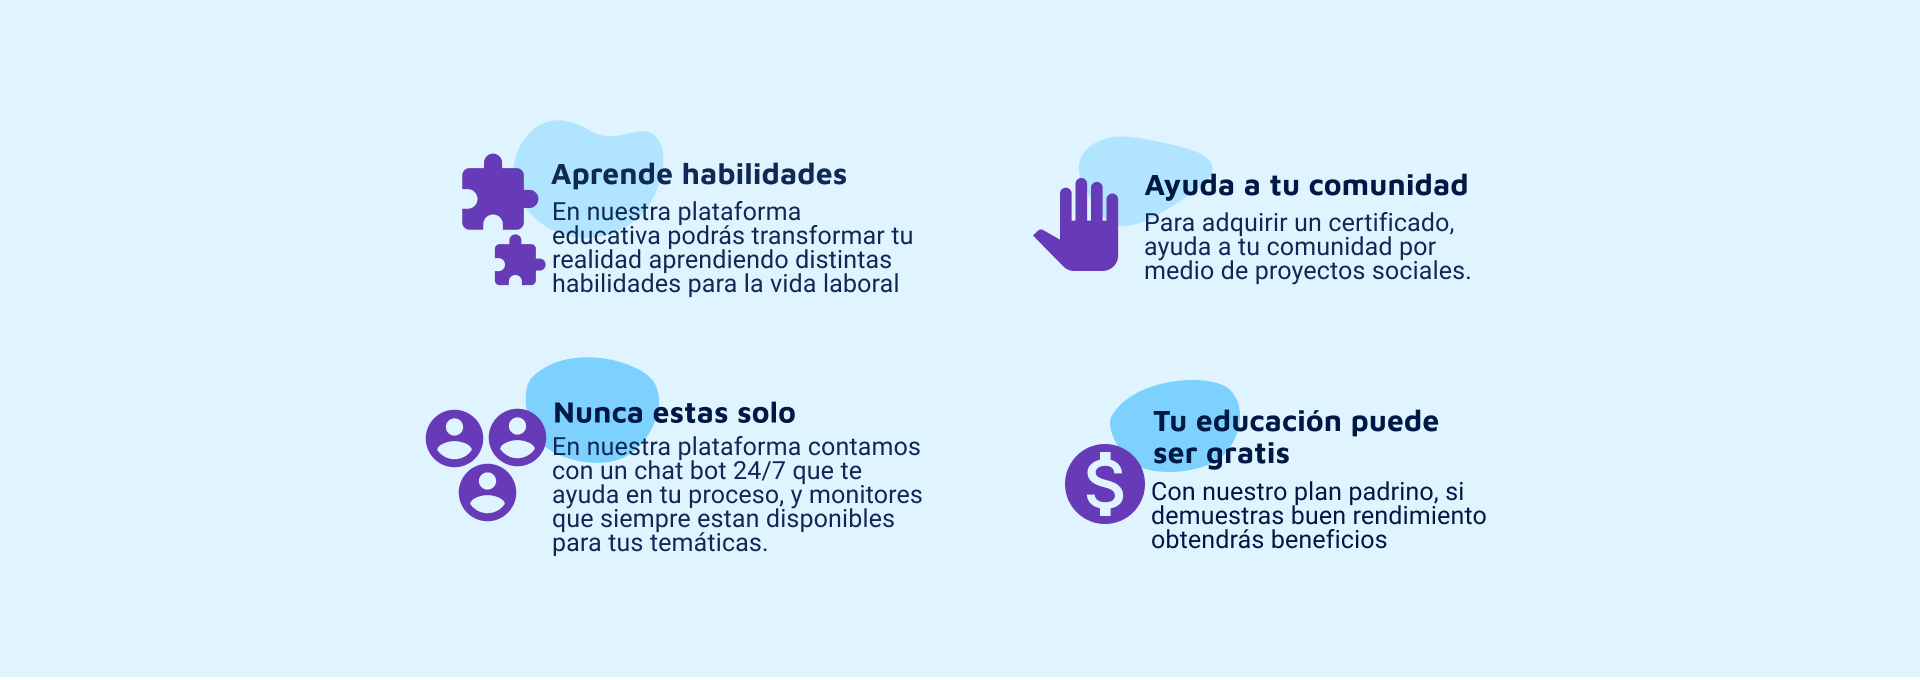 Aprende habilidades
En nuestra plataforma
educativa podrás transformar tu
realidad aprendiendo distintas
habilidades para la vida laboral
Ayuda a tu comunidad
Para adquirir un certificado,
ayuda a tu comunidad por
medio de proyectos sociales.
Nunca estas solo
En nuestra plataforma contamos
con un chat bot 24/7 que te
ayuda en tu proceso, y monitores
que siempre estan disponibles
para tus temáticas.
Tu educación puede
ser gratis
Con nuestro plan padrino, si
demuestras buen rendimiento
obtendrás beneficios